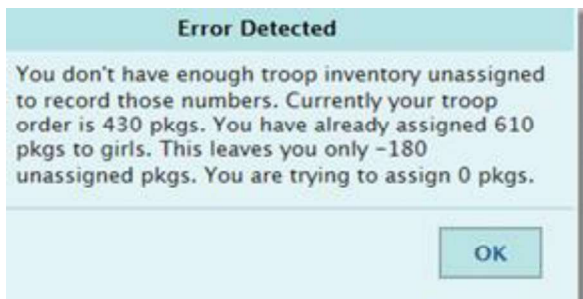 Error Detected
You don't have enough troop inventory unassigned
to record those numbers. Currently your troop
order is 430 pkgs. You have already assigned 610
pkgs to girls. This leaves you only -180
unassigned pkgs. You are trying to assign 0 pkgs.
OK